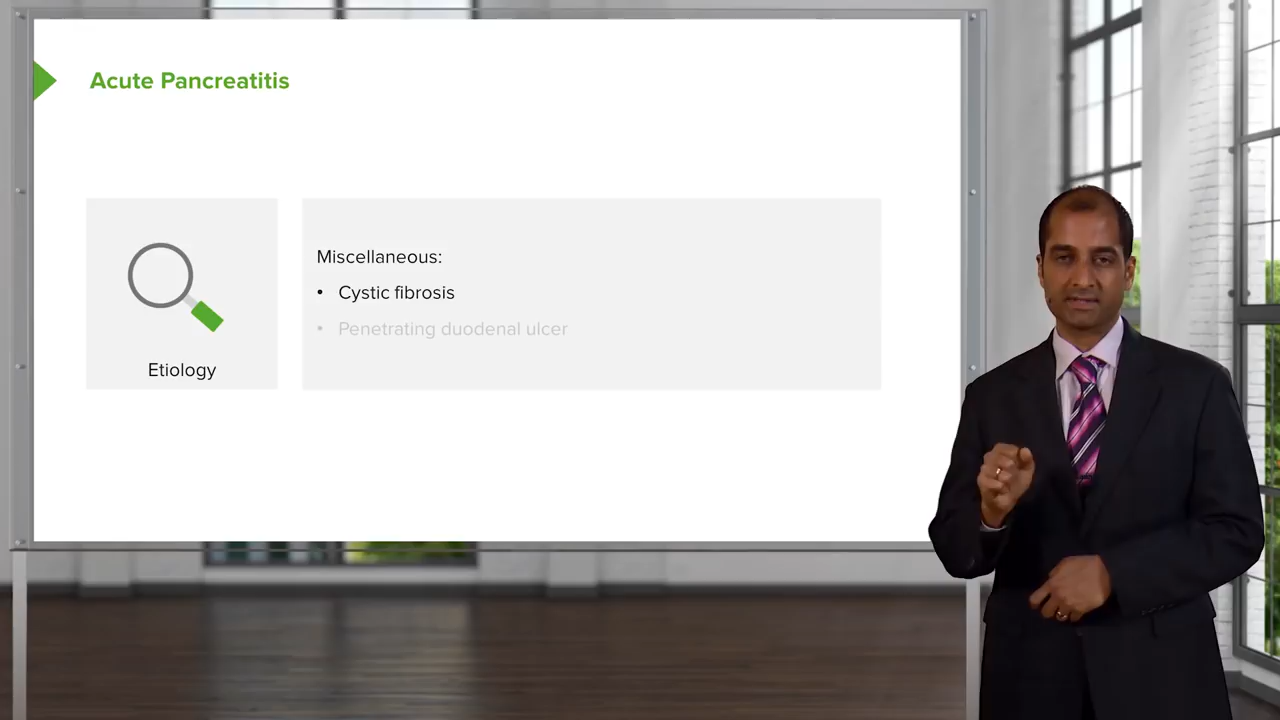 Acute Pancreatitis
Etiology
Miscellaneous:
• Cystic fibrosis
• Penetrating duodenal ulcer